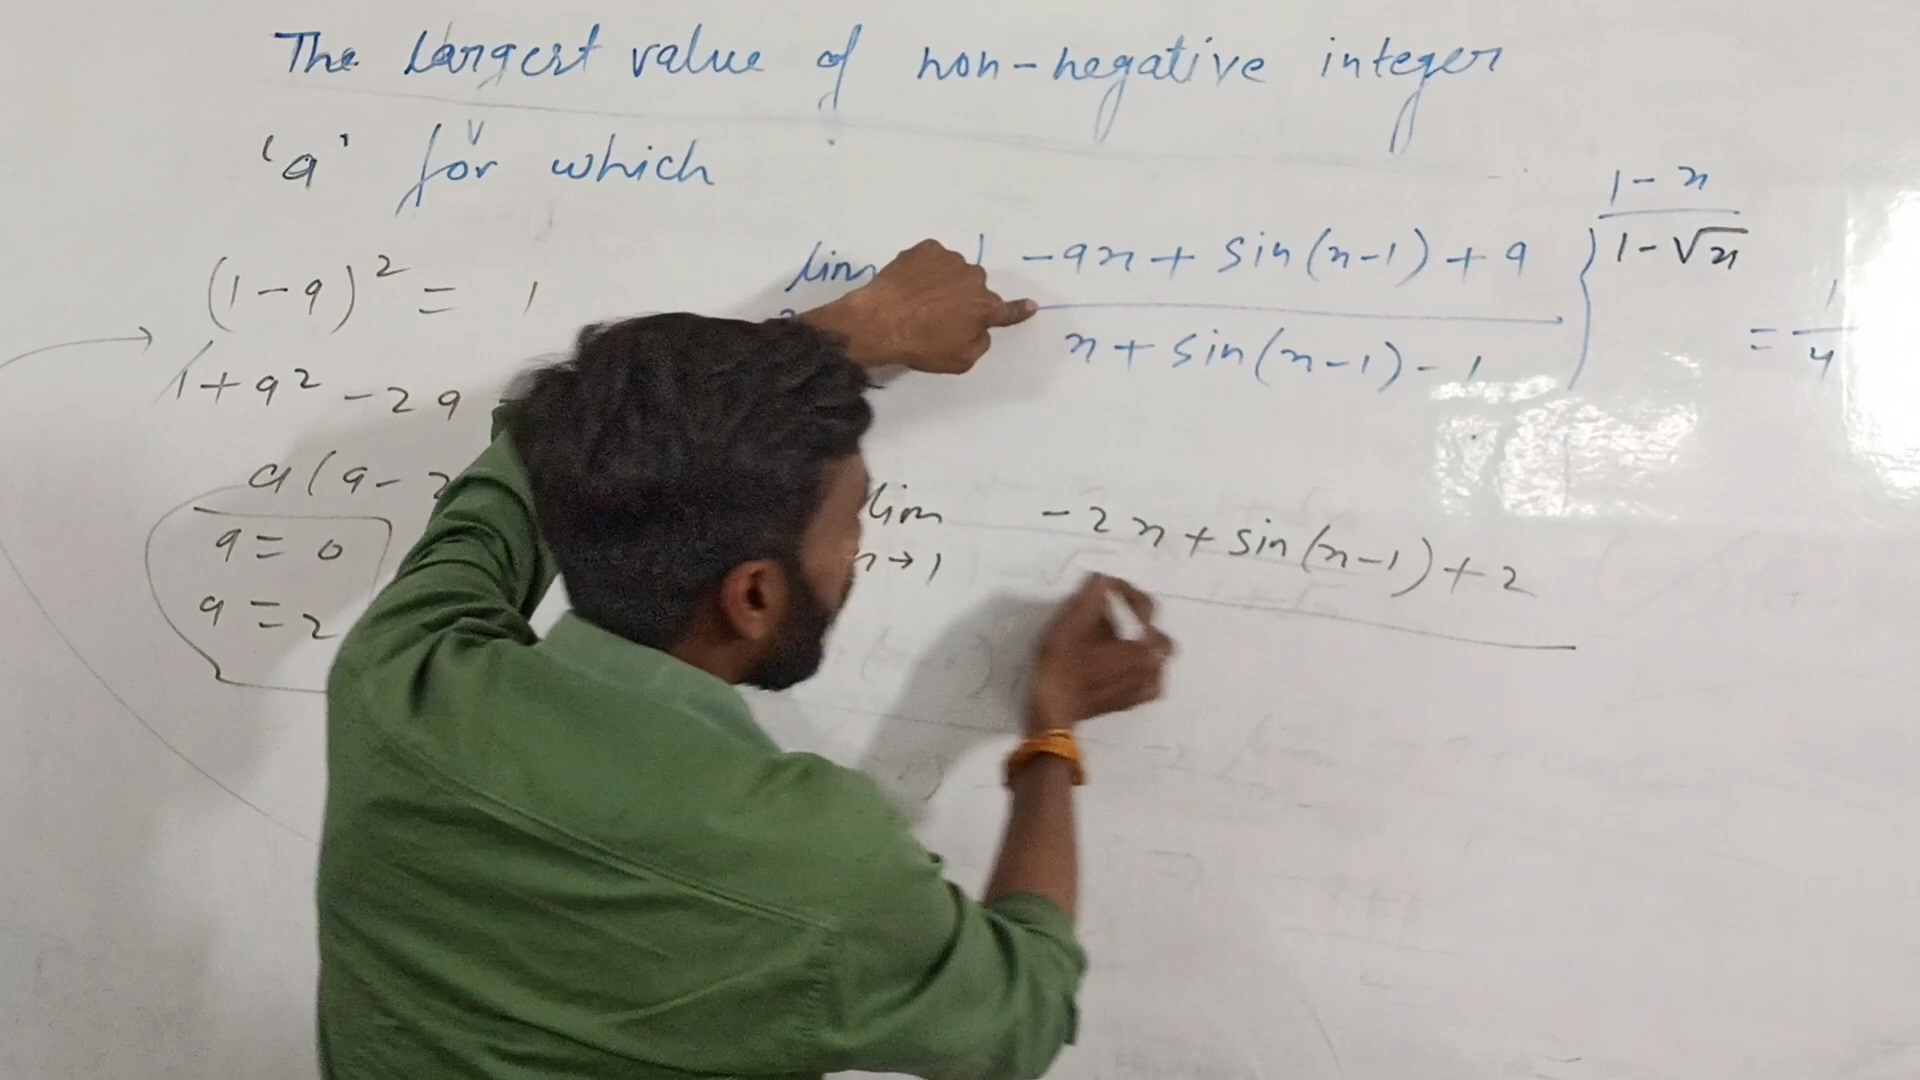 The Largest value of non-negative integer
'a' for which
lim { -ax + sin(x-1) + a / x + sin(x-1) - 1 } 1-x / 1-√x = 1/4
(1-a)² = 1
1 + a² - 2a
a(a-2
a = 0
a = 2
lim x→1 -2x + sin(x-1) + 2